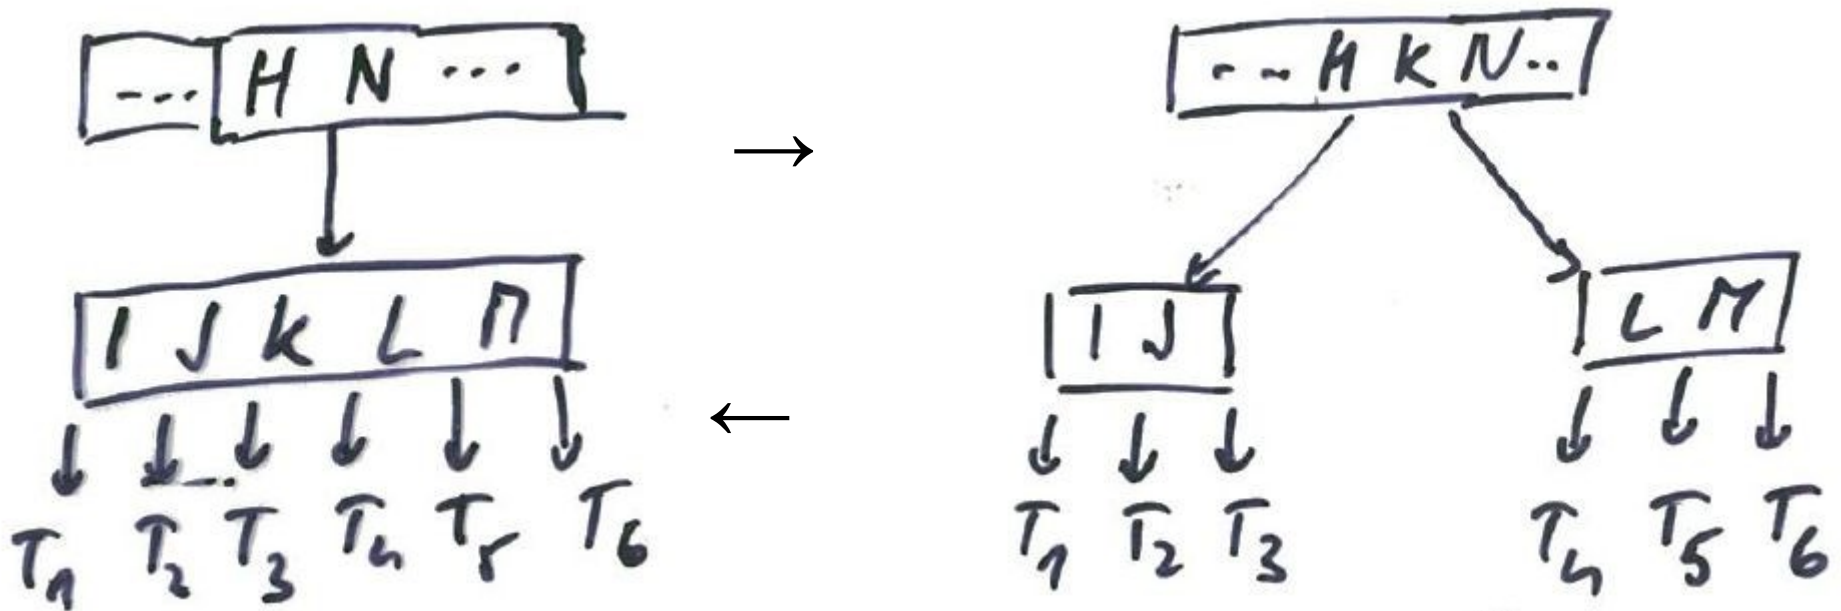 ... H N ...
... H K N ..
→
I J K L M
I J
L M
←
T1 T2 T3 T4 T5 T6
T1 T2 T3
T4 T5 T6